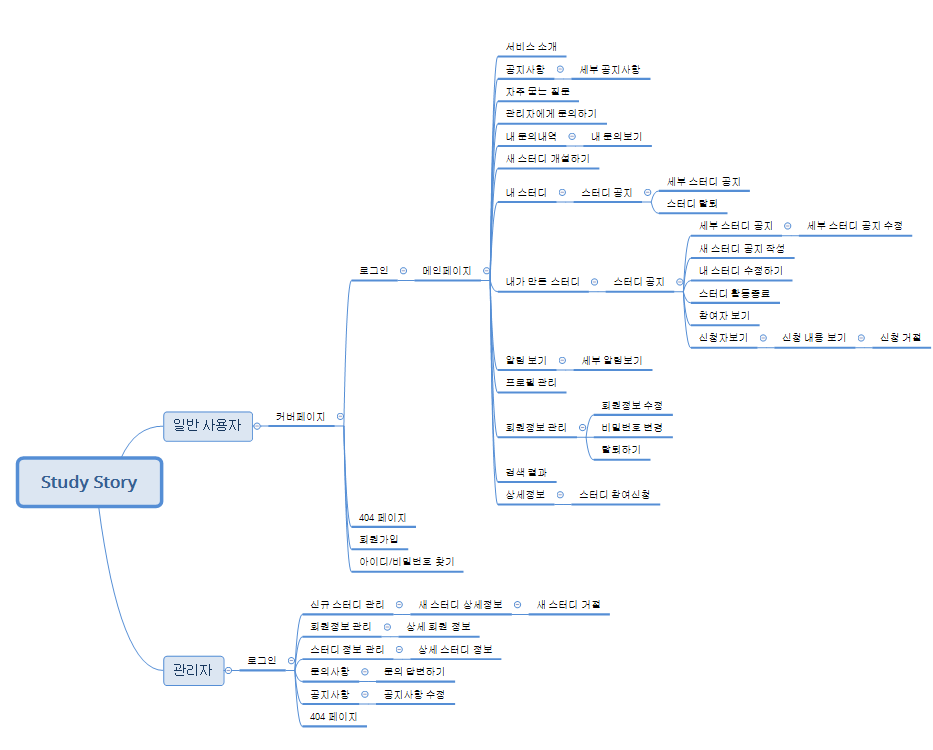 서비스 소개
공지사항 세부 공지사항
자주 묻는 질문
관리자에게 문의하기
내 문의내역 내 문의보기
새 스터디 개설하기
내 스터디 스터디 공지
세부 스터디 공지
스터디 탈퇴
세부 스터디 공지 세부 스터디 공지 수정
새 스터디 공지 작성
로그인 메인페이지
내 스터디 수정하기
내가 만든 스터디 스터디 공지
스터디 활동종료
참여자 보기
신청자보기 신청 내용 보기 신청 거절
알림 보기 세부 알림보기
프로필 관리
회원정보 수정
일반 사용자 커버페이지
회원정보 관리 비밀번호 변경
탈퇴하기
검색 결과
Study Story
상세정보 스터디 참여신청
404 페이지
회원가입
아이디/비밀번호 찾기
신규 스터디 관리 새 스터디 상세정보 새 스터디 거절
회원정보 관리 상세 회원 정보
스터디 정보 관리 상세 스터디 정보
관리자 로그인
문의사항 문의 답변하기
공지사항 공지사항 수정
404 페이지